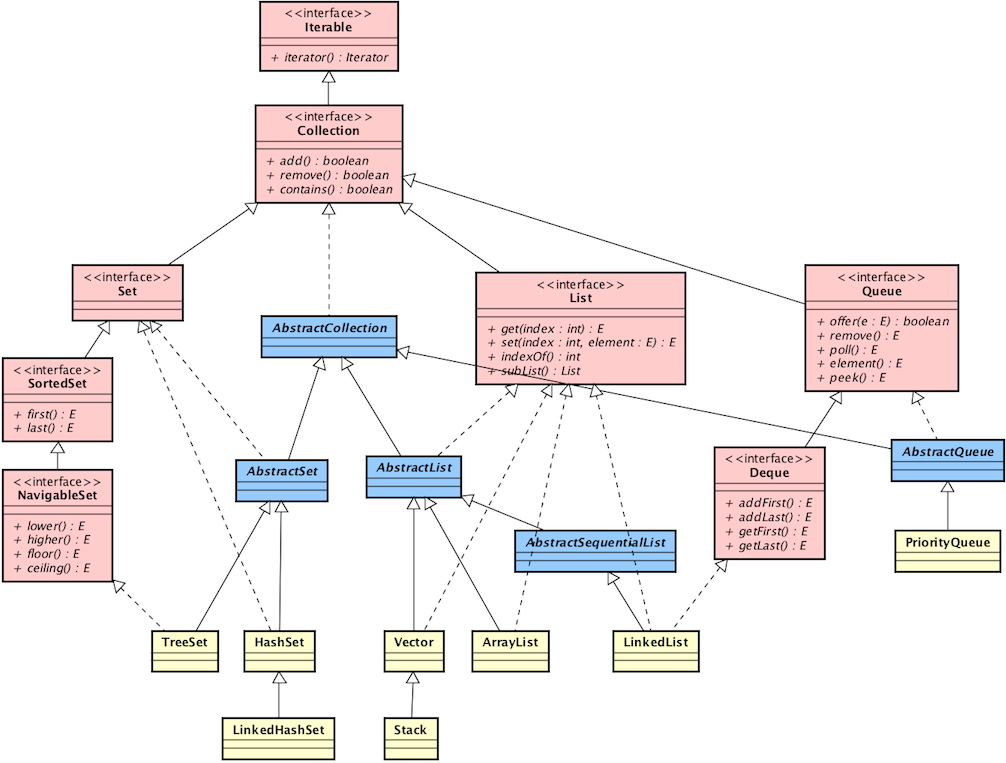 <<interface>>
Iterable
+ iterator() : Iterator
<<interface>>
Collection
+ add() : boolean
+ remove() : boolean
+ contains() : boolean
<<interface>>
Set
<<interface>>
List
+ get(index : int) : E
+ set(index : int, element : E) : E
+ indexOf() : int
+ subList() : List
<<interface>>
Queue
+ offer(e : E) : boolean
+ remove() : E
+ poll() : E
+ element() : E
+ peek() : E
AbstractCollection
<<interface>>
SortedSet
+ first() : E
+ last() : E
<<interface>>
NavigableSet
+ lower() : E
+ higher() : E
+ floor() : E
+ ceiling() : E
AbstractSet
AbstractList
<<interface>>
Deque
+ addFirst() : E
+ addLast() : E
+ getFirst() : E
+ getLast() : E
AbstractQueue
AbstractSequentialList
PriorityQueue
TreeSet
HashSet
Vector
ArrayList
LinkedList
LinkedHashSet
Stack